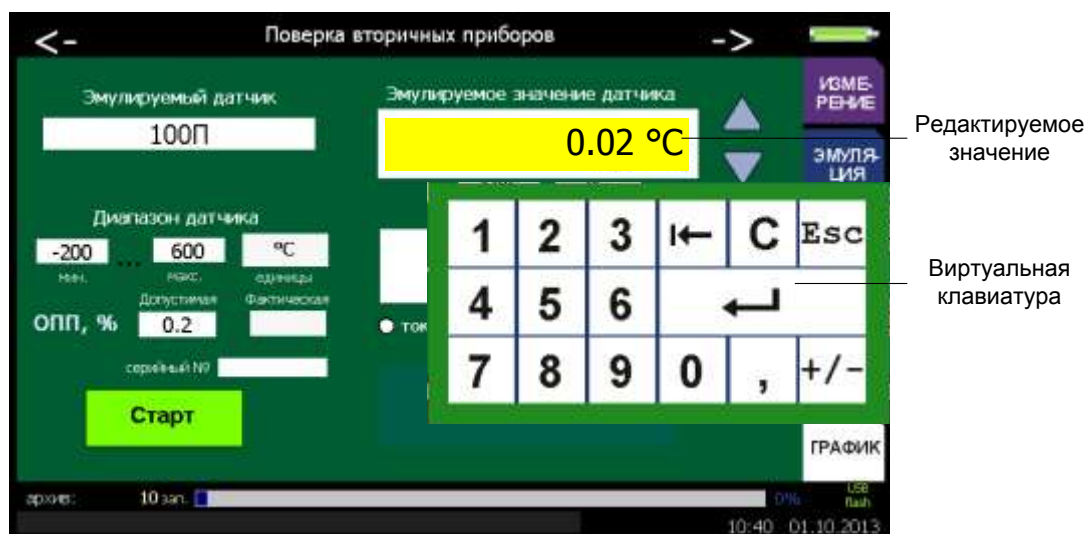 <- Поверка вторичных приборов ->
Эмулируемый датчик
100П
Эмулируемое значение датчика
0.02 °C
ИЗМЕ-
РЕНИЕ
ЭМУЛЯ-
ЦИЯ
Редактируемое
значение
Диапазон датчика
-200 ... 600 °C
мин. макс. единицы
Допустимая Фактическая
ОПП, % 0.2
серийный №
Старт
ток
1 2 3 C Esc
4 5 6
7 8 9 0 , +/-
Виртуальная
клавиатура
ГРАФИК
архив: 10 зап. 0% USB
flash
10:40 01.10.2013